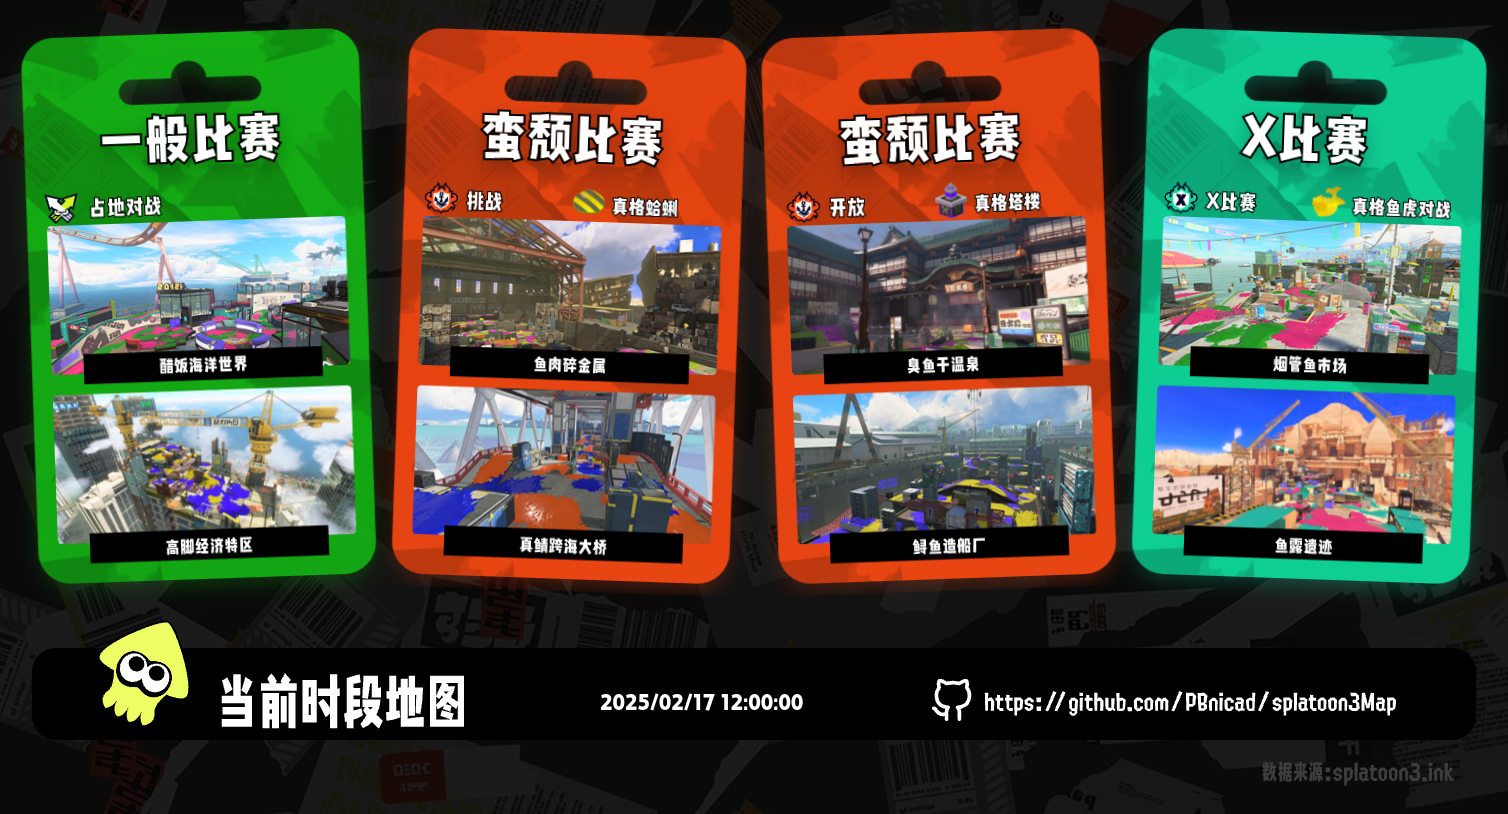 一般比赛
占地对战
醋饭海洋世界
高脚经济特区
蛮颓比赛
挑战
真格蛤蜊
鱼肉碎金属
真鲭跨海大桥
蛮颓比赛
开放
真格塔楼
臭鱼干温泉
鲟鱼造船厂
X比赛
X比赛
真格鱼虎对战
烟管鱼市场
鱼露遗迹
当前时段地图
2025/02/17 12:00:00
https://github.com/PBnicad/splatoon3Map
数据来源:splatoon3.ink